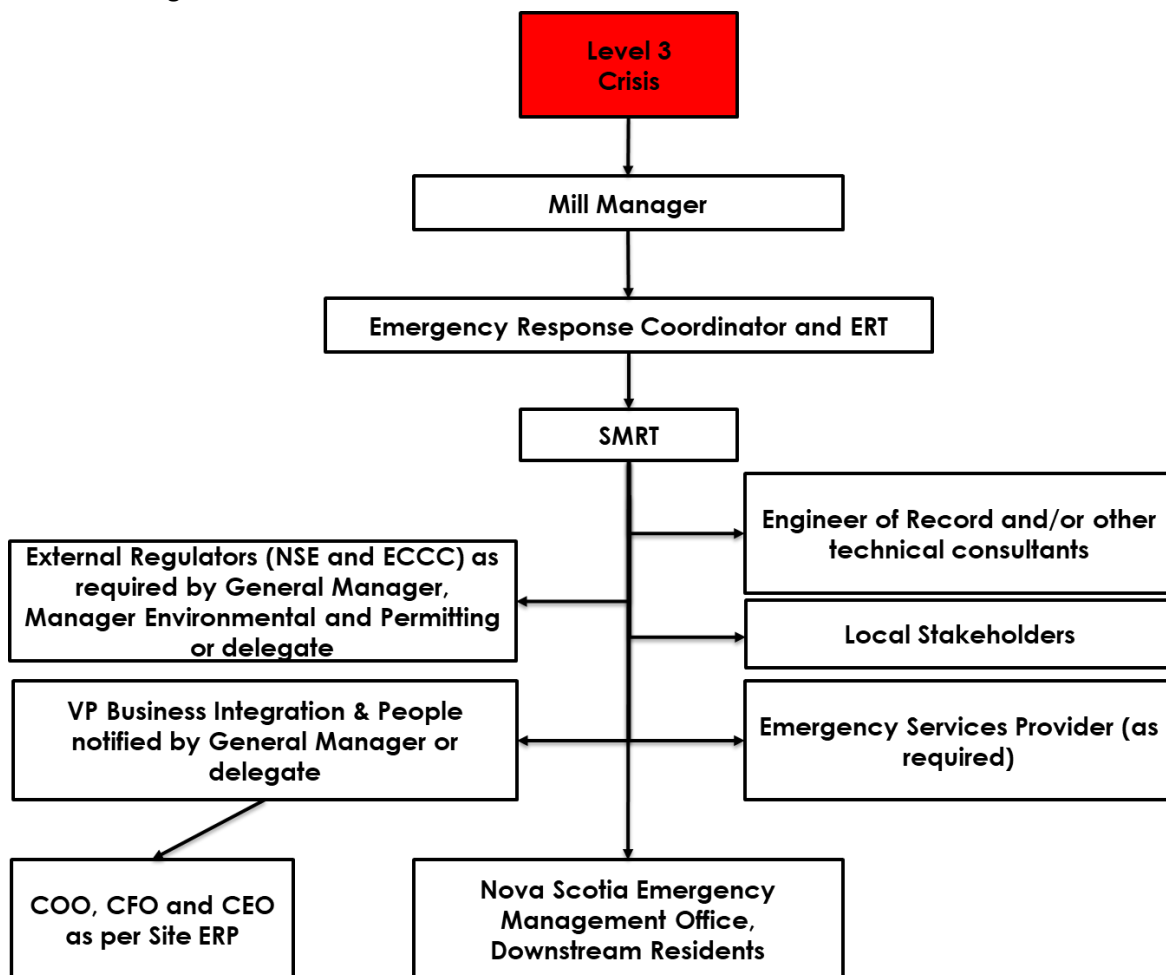 Level 3
Crisis
Mill Manager
Emergency Response Coordinator and ERT
SMRT
Engineer of Record and/or other
technical consultants
External Regulators (NSE and ECCC) as
required by General Manager,
Manager Environmental and Permitting
or delegate
Local Stakeholders
VP Business Integration & People
notified by General Manager or
delegate
Emergency Services Provider (as
required)
COO, CFO and CEO
as per Site ERP
Nova Scotia Emergency
Management Office,
Downstream Residents